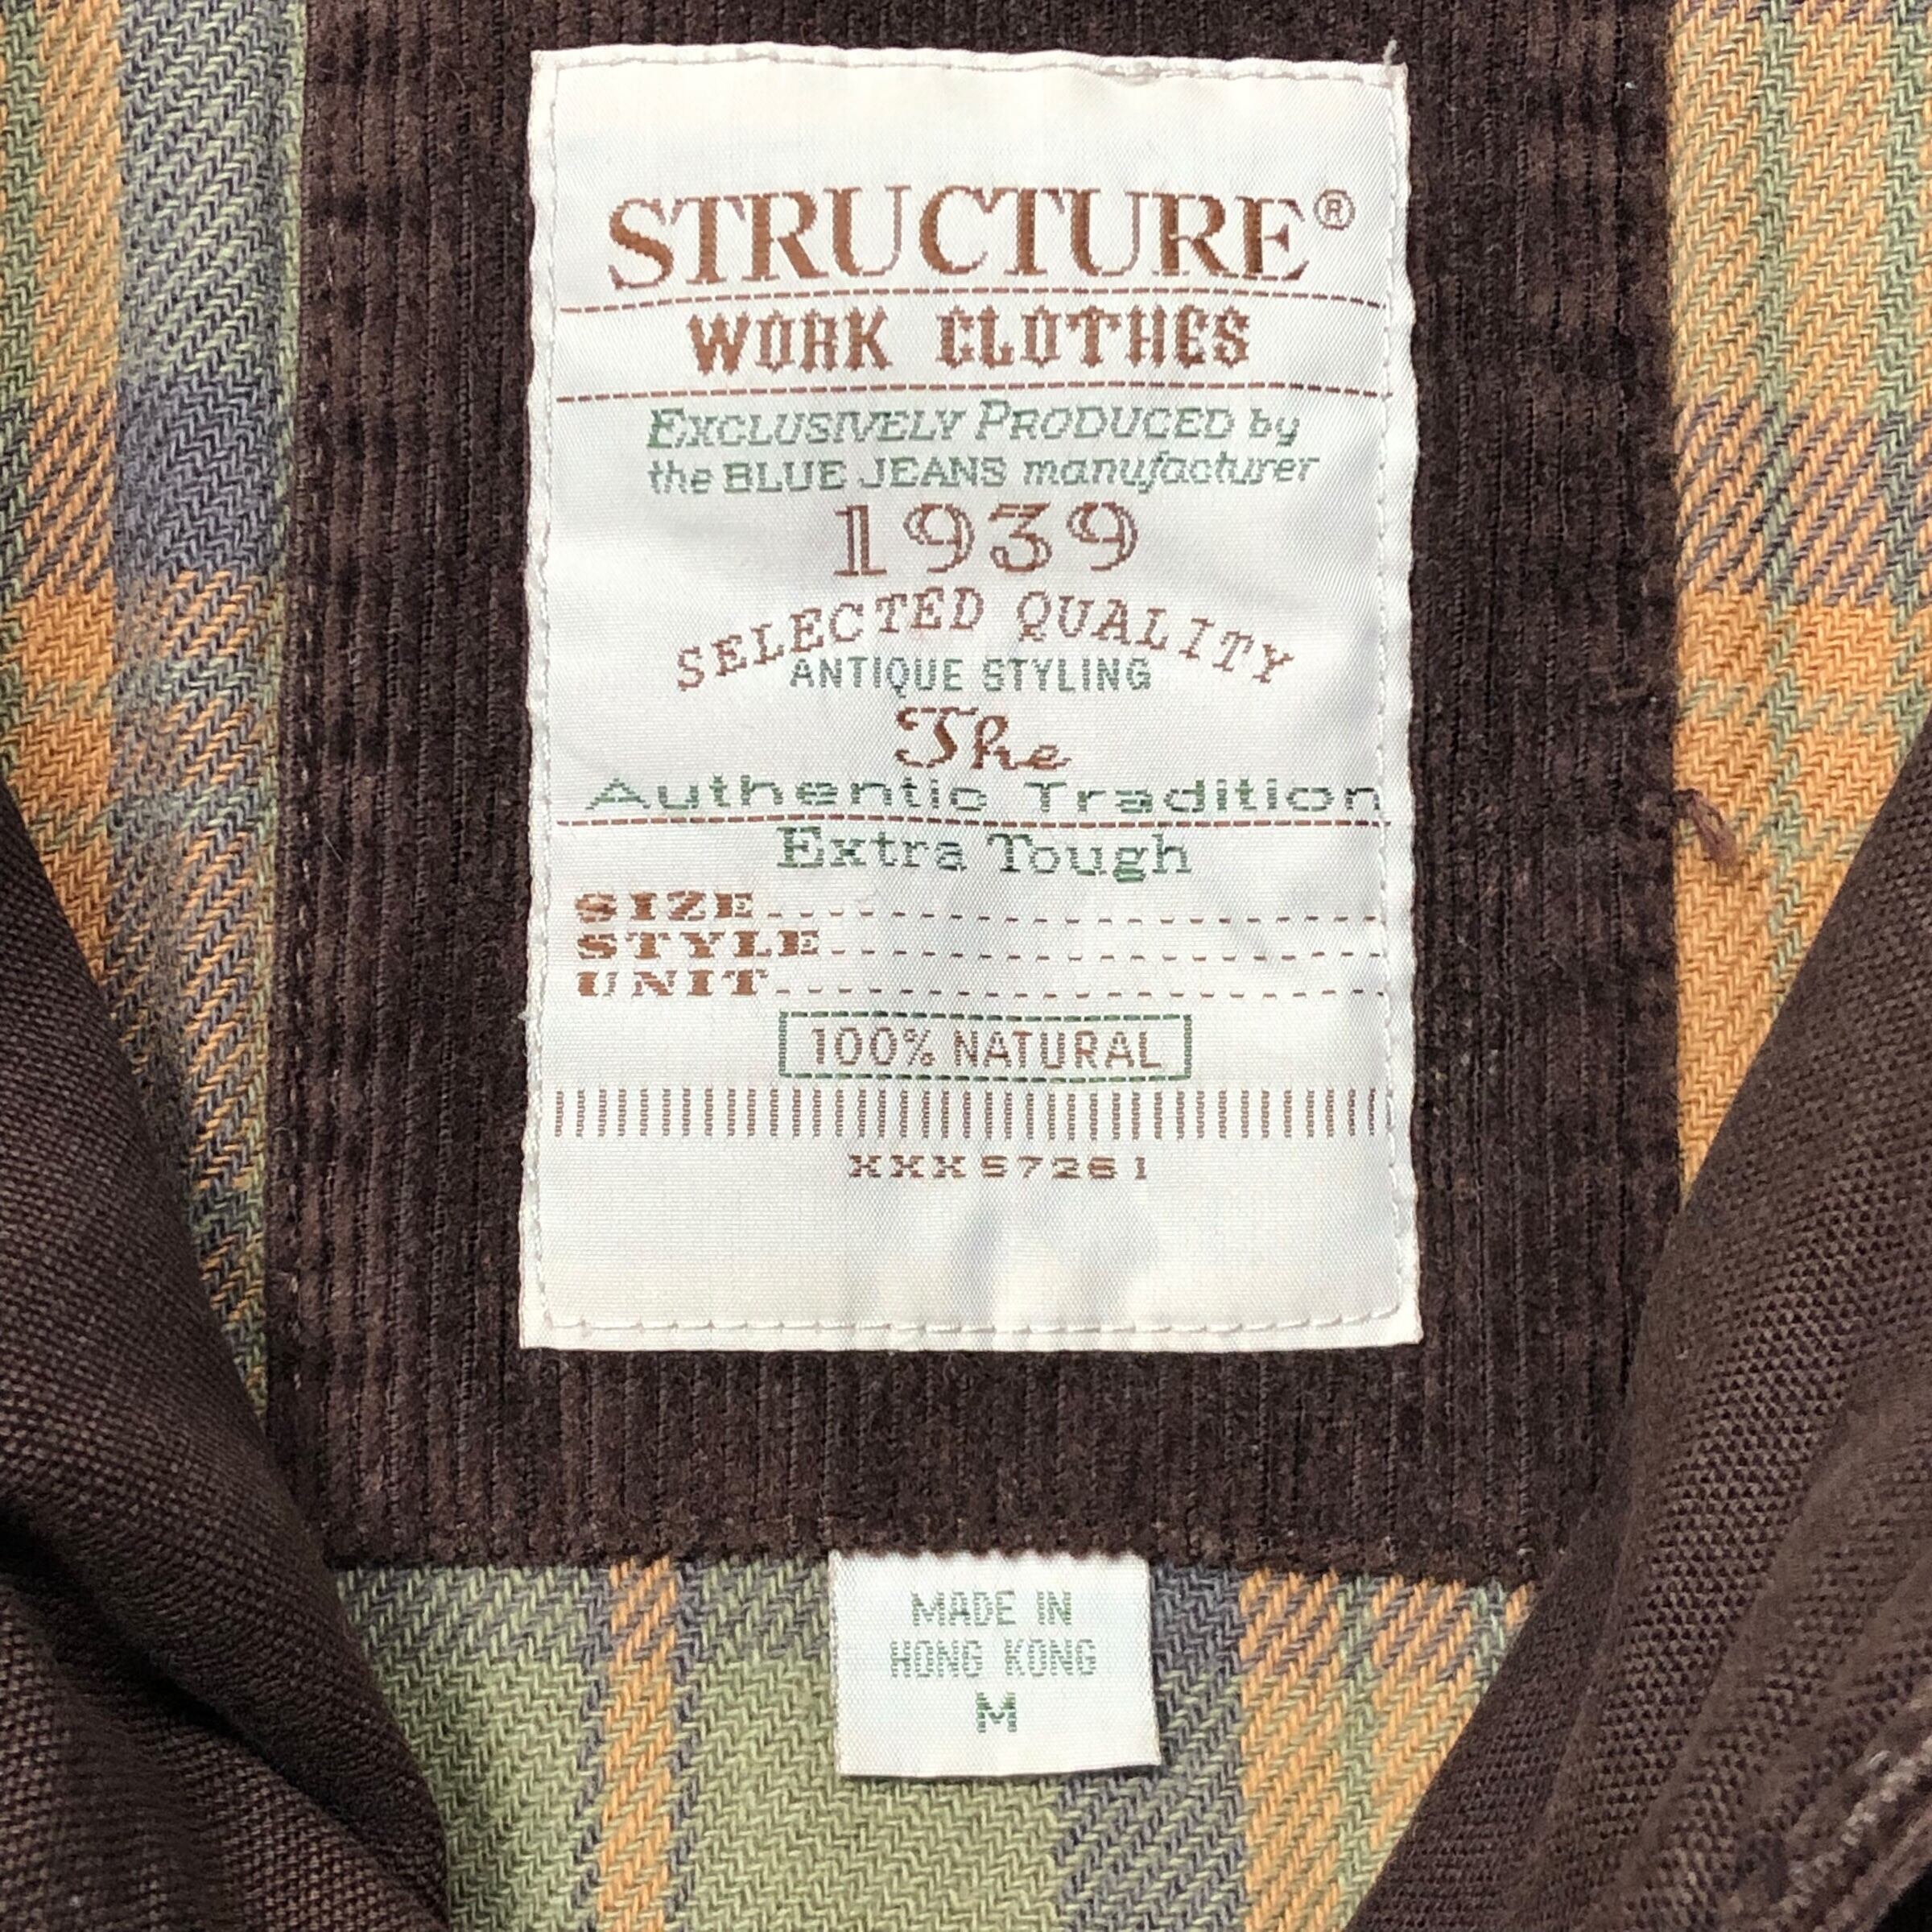 STRUCTURE®
WORK CLOTHES
EXCLUSIVELY PRODUCED by
the BLUE JEANS manufacturer
1939
SELECTED QUALITY
ANTIQUE STYLING
The
Authentic Tradition
Extra Tough
SIZE
STYLE
UNIT
100% NATURAL
XXX57261
MADE IN
HONG KONG
M